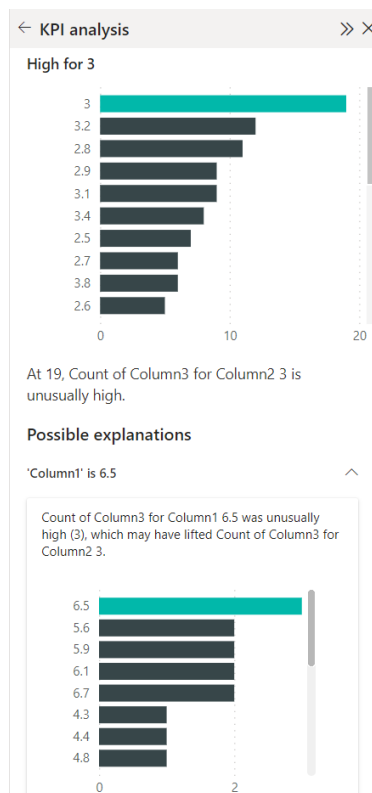 KPI analysis
High for 3
3
3.2
2.8
2.9
3.1
3.4
2.5
2.7
3.8
2.6
0 10 20
At 19, Count of Column3 for Column2 3 is
unusually high.
Possible explanations
'Column1' is 6.5
Count of Column3 for Column1 6.5 was unusually
high (3), which may have lifted Count of Column3 for
Column2 3.
6.5
5.6
5.9
6.1
6.7
4.3
4.4
4.8
0 2